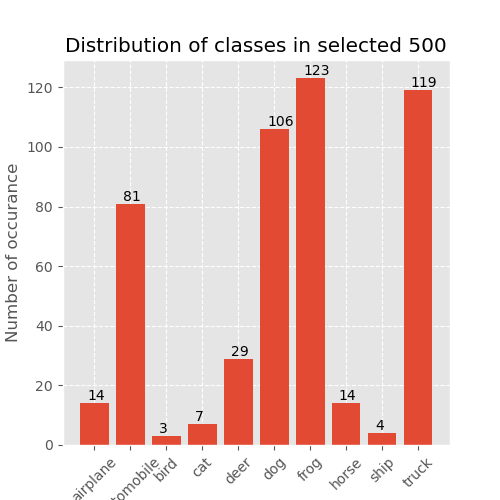 Distribution of classes in selected 500
Number of occurance
120
100
80
60
40
20
0
14
81
3
7
29
106
123
14
4
119
airplane
tomobile
bird
cat
deer
dog
frog
horse
ship
truck